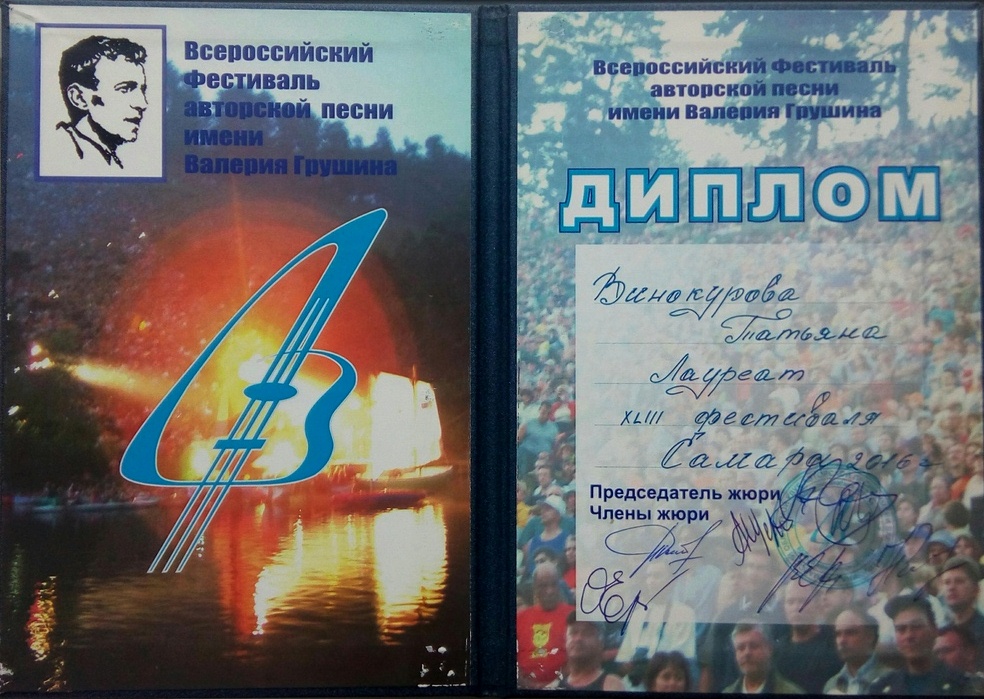 Всероссийский
Фестиваль
авторской песни
имени
Валерия Грушина
Всероссийский Фестиваль
авторской песни
имени Валерия Грушина
ДИПЛОМ
Винокурова
Татьяна
Лауреат
XLIII фестиваля
Самара 2016 г
Председатель жюри
Члены жюри